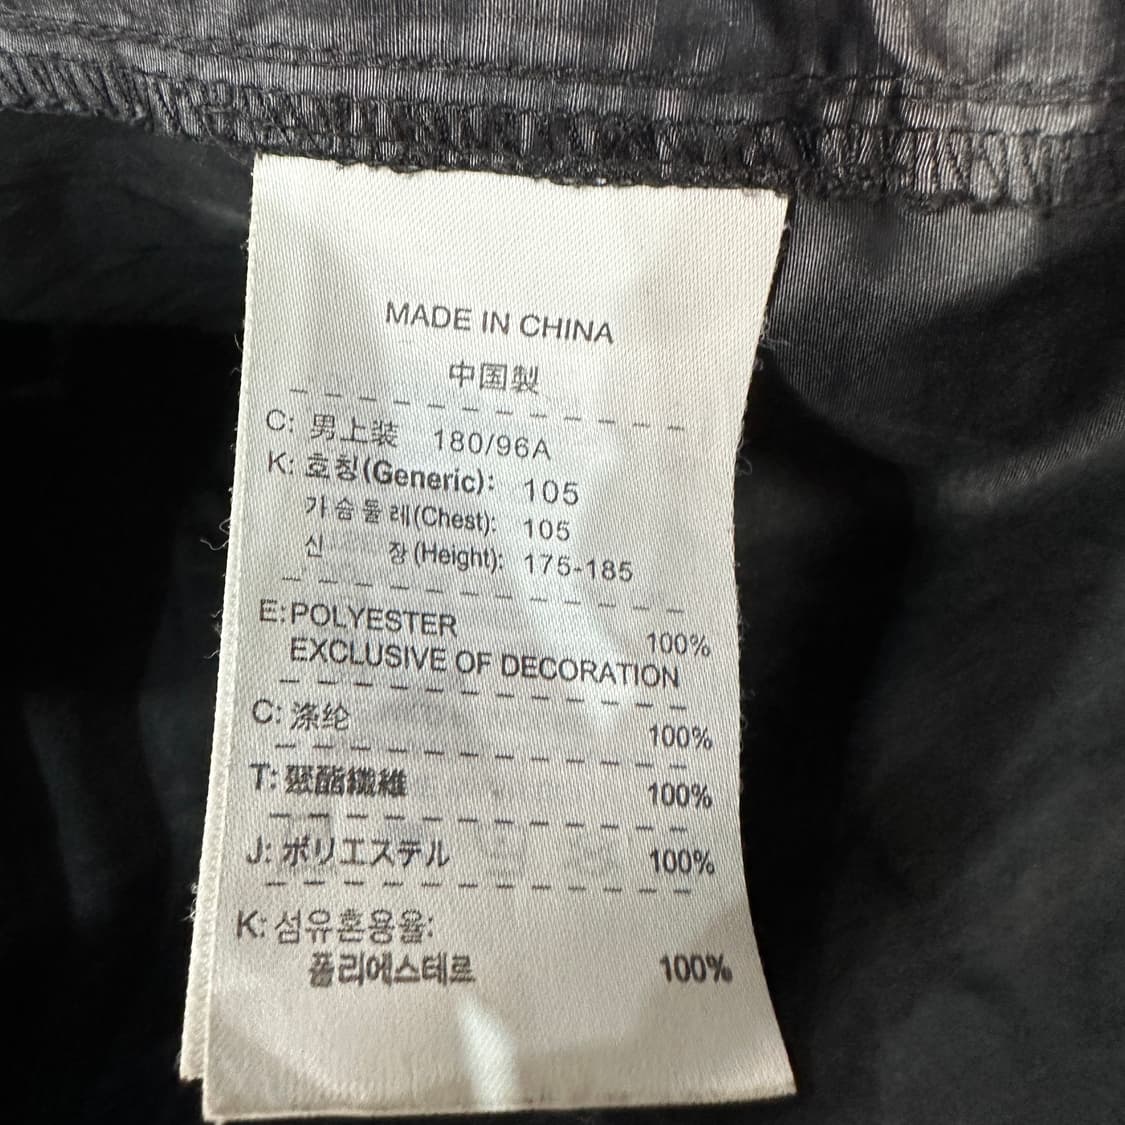 MADE IN CHINA
中国製
C: 男上装 180/96A
K: 호칭(Generic): 105
가슴둘레(Chest): 105
신 장(Height): 175-185
E:POLYESTER 100%
EXCLUSIVE OF DECORATION
C: 涤纶 100%
T: 聚酯纖維 100%
J: ポリエステル 100%
K: 섬유혼용율:
폴리에스테르 100%